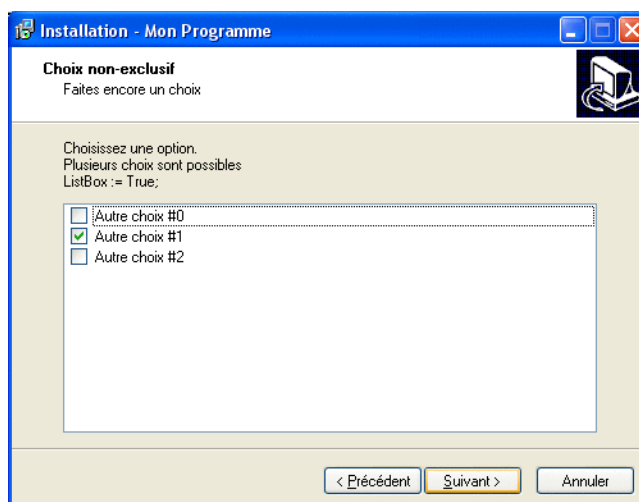 Installation - Mon Programme
Choix non-exclusif
Faites encore un choix
Choisissez une option.
Plusieurs choix sont possibles
ListBox := True;
Autre choix #0
Autre choix #1
Autre choix #2
< Précédent
Suivant >
Annuler